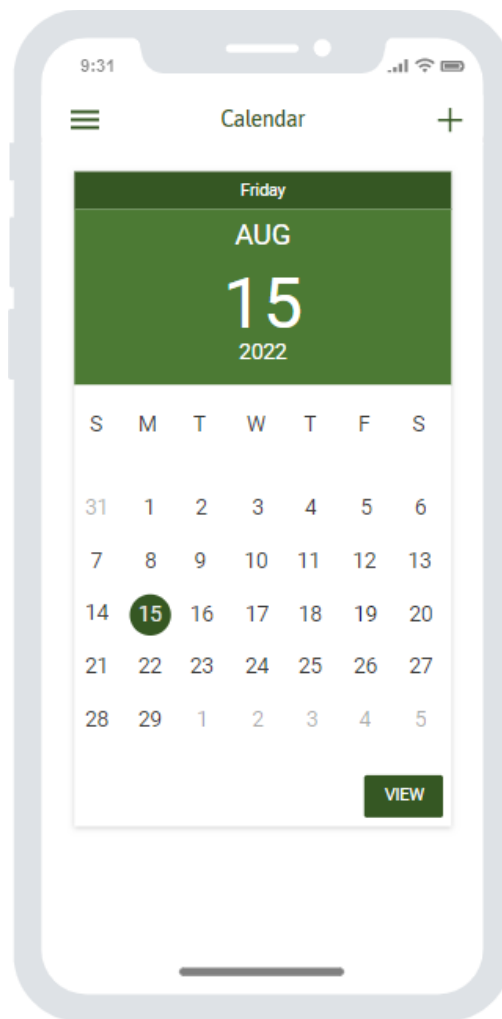 9:31
Calendar
Friday
AUG
15
2022
S M T W T F S
31 1 2 3 4 5 6
7 8 9 10 11 12 13
14 15 16 17 18 19 20
21 22 23 24 25 26 27
28 29 1 2 3 4 5
VIEW